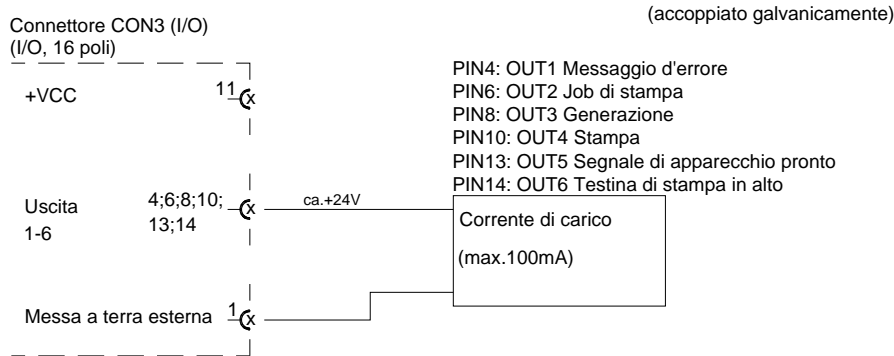 (accoppiato galvanicamente)
Connettore CON3 (I/O)
(I/O, 16 poli)
PIN4: OUT1 Messaggio d'errore
PIN6: OUT2 Job di stampa
PIN8: OUT3 Generazione
PIN10: OUT4 Stampa
PIN13: OUT5 Segnale di apparecchio pronto
PIN14: OUT6 Testina di stampa in alto
+VCC 11 x
Uscita 4;6;8;10; x ca.+24V
1-6 13;14
Corrente di carico
(max.100mA)
Messa a terra esterna 1 x